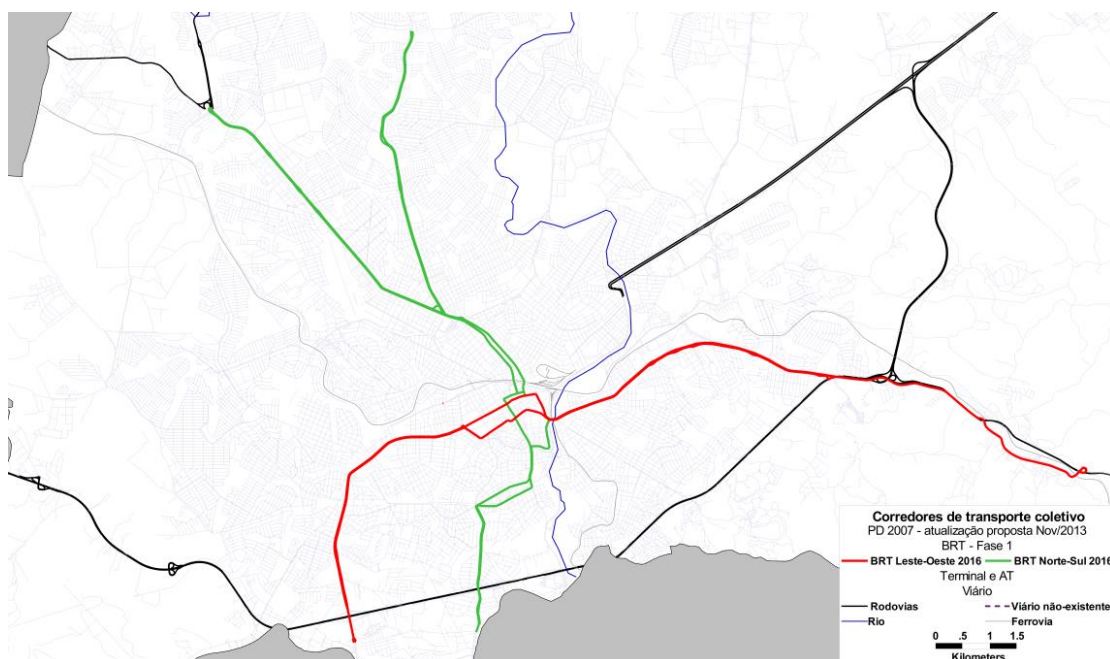 Corredores de transporte coletivo
PD 2007 - atualização proposta Nov/2013
BRT - Fase 1
BRT Leste-Oeste 2016 BRT Norte-Sul 2016
Terminal e AT
Viário
Rodovias Viário não-existente
Rio Ferrovia
0 .5 1 1.5
Kilometers